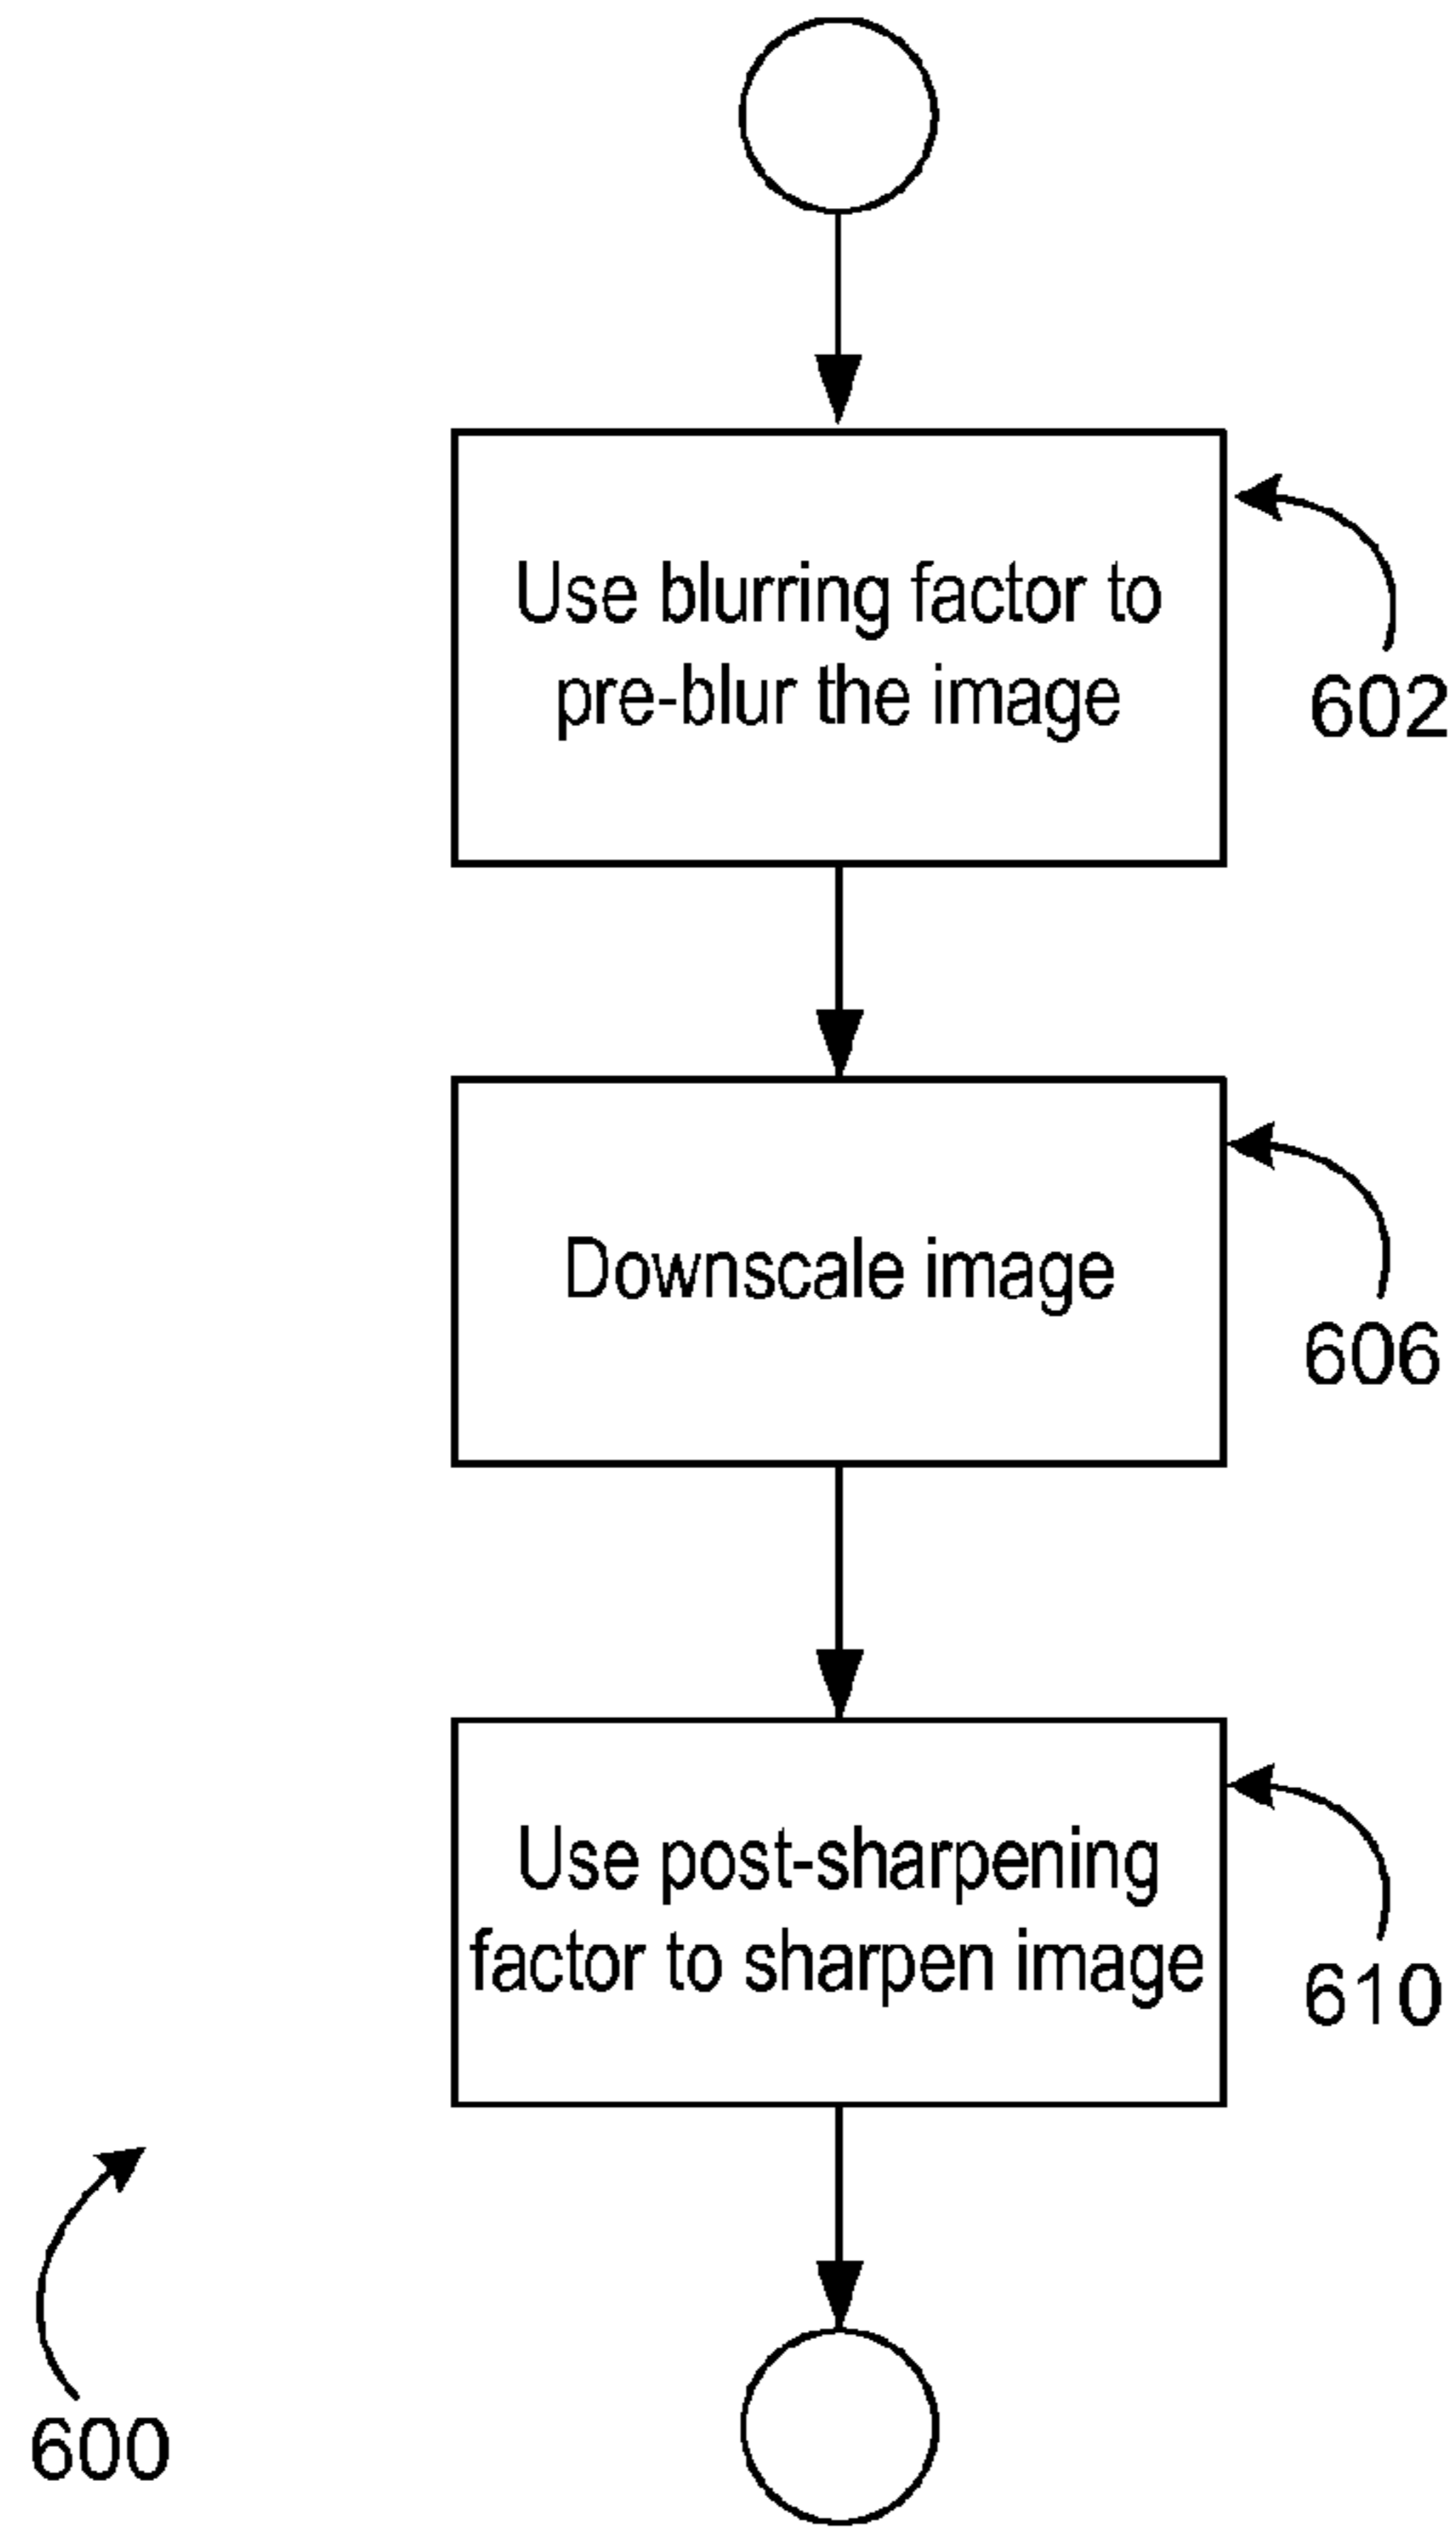 Use blurring factor to
pre-blur the image
602
Downscale image
606
Use post-sharpening
factor to sharpen image
610
600